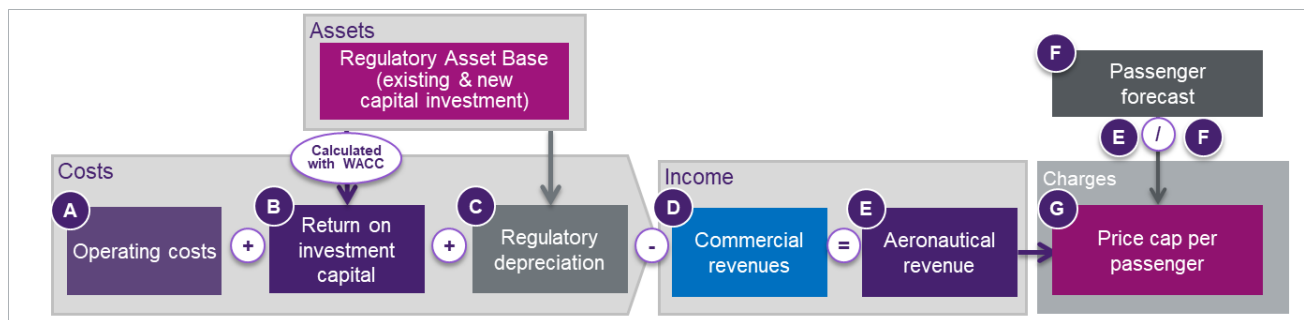 Assets
Regulatory Asset Base
(existing & new
capital investment)
F
Passenger
forecast
Calculated
with WACC
E
/
F
Costs
Income
Charges
A
Operating costs
+
B
Return on
investment
capital
+
C
Regulatory
depreciation
-
D
Commercial
revenues
=
E
Aeronautical
revenue
G
Price cap per
passenger